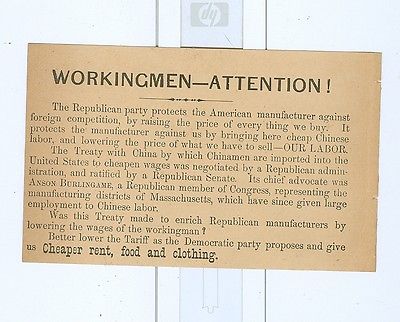 hp
WORKINGMEN—ATTENTION!
The Republican party protects the American manufacturer against
foreign competition, by raising the price of every thing we buy. It
protects the manufacturer against us by bringing here cheap Chinese
labor, and lowering the price of what we have to sell—OUR LABOR.
The Treaty with China by which Chinamen are imported into the
United States to cheapen wages was negotiated by a Republican admin-
istration, and ratified by a Republican Senate. Its chief advocate was
ANSON BURLINGAME, a Republican member of Congress, representing the
manufacturing districts of Massachusetts, which have since given large
employment to Chinese labor.
Was this Treaty made to enrich Republican manufacturers by
lowering the wages of the workingman?
Better lower the Tariff as the Democratic party proposes and give
us Cheaper rent, food and clothing.